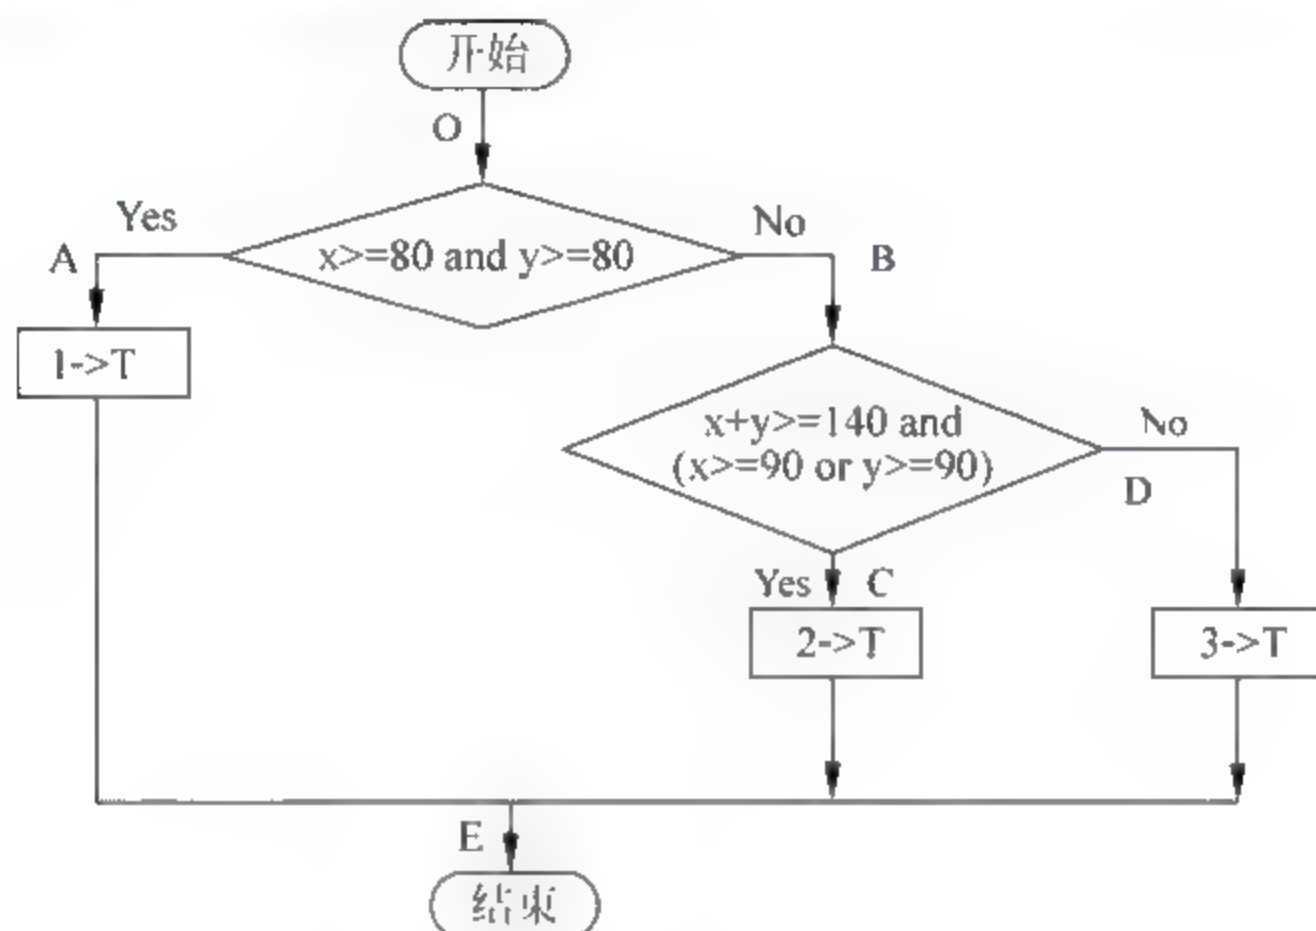 开始
O
Yes
No
A
x>=80 and y>=80
B
1->T
x+y>=140 and
(x>=90 or y>=90)
No
D
Yes
C
2->T
3->T
E
结束